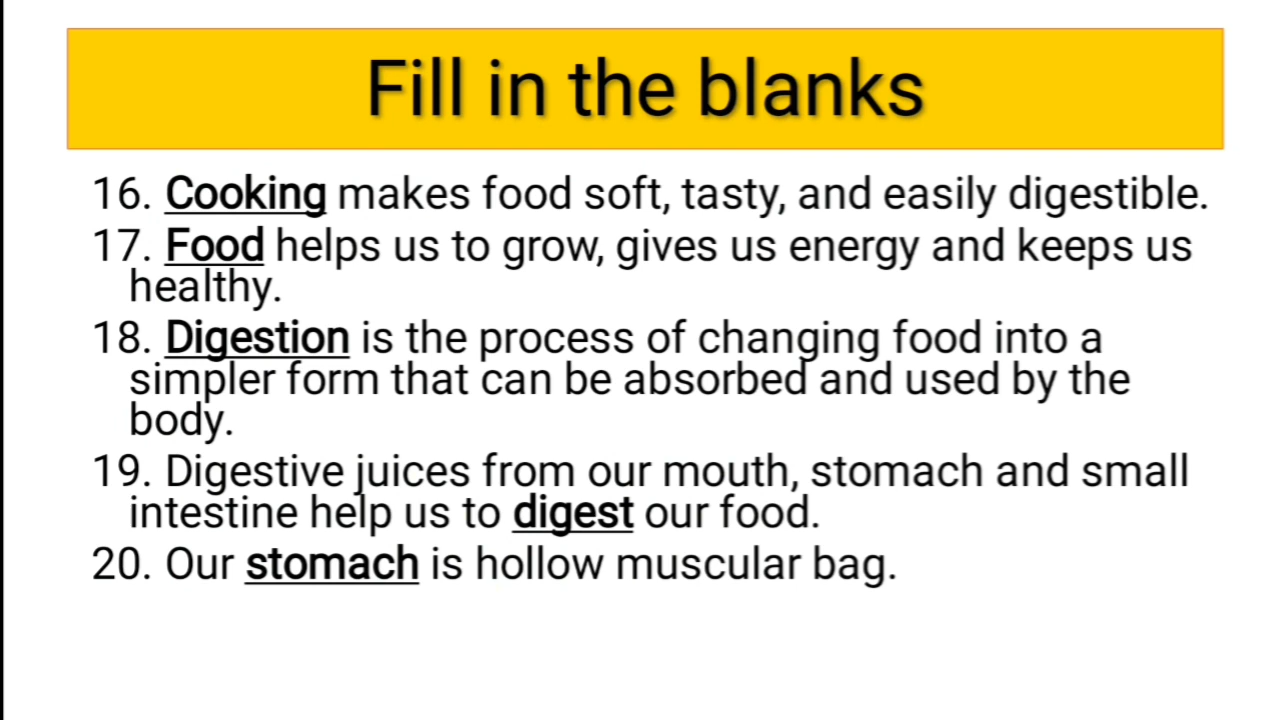 Fill in the blanks
16. Cooking makes food soft, tasty, and easily digestible.
17. Food helps us to grow, gives us energy and keeps us
healthy.
18. Digestion is the process of changing food into a
simpler form that can be absorbed and used by the
body.
19. Digestive juices from our mouth, stomach and small
intestine help us to digest our food.
20. Our stomach is hollow muscular bag.